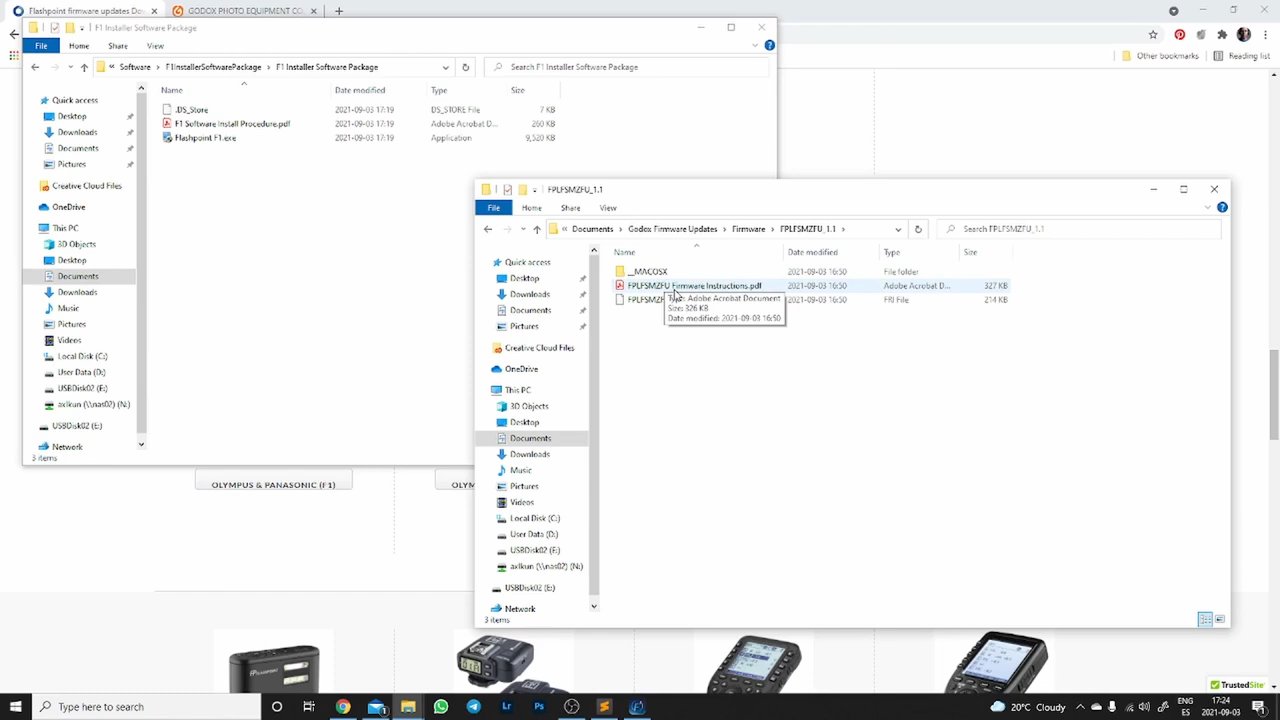 Flashpoint firmware updates Dov
GODOX PHOTO EQUIPMENT CO.
Other bookmarks
Reading list
F1 Installer Software Package
File Home Share View
Software > F1InstallerSoftwarePackage > F1 Installer Software Package
Search F1 Installer Software Package
Name Date modified Type Size
.DS_Store 2021-09-03 17:19 DS_STORE File 7 KB
F1 Software Install Procedure.pdf 2021-09-03 17:19 Adobe Acrobat D... 260 KB
Flashpoint F1.exe 2021-09-03 17:19 Application 9,520 KB
Quick access
Desktop
Downloads
Documents
Pictures
Creative Cloud Files
OneDrive
This PC
3D Objects
Desktop
Documents
Downloads
Music
Pictures
Videos
Local Disk (C:)
User Data (D:)
USBDisk02 (E:)
axlkun (\\nas02) (N:)
USBDisk02 (E:)
Network
3 items
FPLFSMZFU_1.1
File Home Share View
Documents > Godox Firmware Updates > Firmware > FPLFSMZFU_1.1 >
Search FPLFSMZFU_1.1
Name Date modified Type Size
__MACOSX 2021-09-03 16:50 File folder
FPLFSMZFU Firmware Instructions.pdf 2021-09-03 16:50 Adobe Acrobat D... 327 KB
FPLFSMZF 2021-09-03 16:50 FRI File 214 KB
Type: Adobe Acrobat Document
Size: 326 KB
Date modified: 2021-09-03 16:50
Quick access
Desktop
Downloads
Documents
Pictures
Creative Cloud Files
OneDrive
This PC
3D Objects
Desktop
Documents
Downloads
Music
Pictures
Videos
Local Disk (C:)
User Data (D:)
USBDisk02 (E:)
axlkun (\\nas02) (N:)
USBDisk02 (E:)
Network
3 items
OLYMPUS & PANASONIC (F1)
OLYM
FLASHPOINT
TrustedSite
Type here to search
20°C Cloudy
ES
ES
17:24
2021-09-03